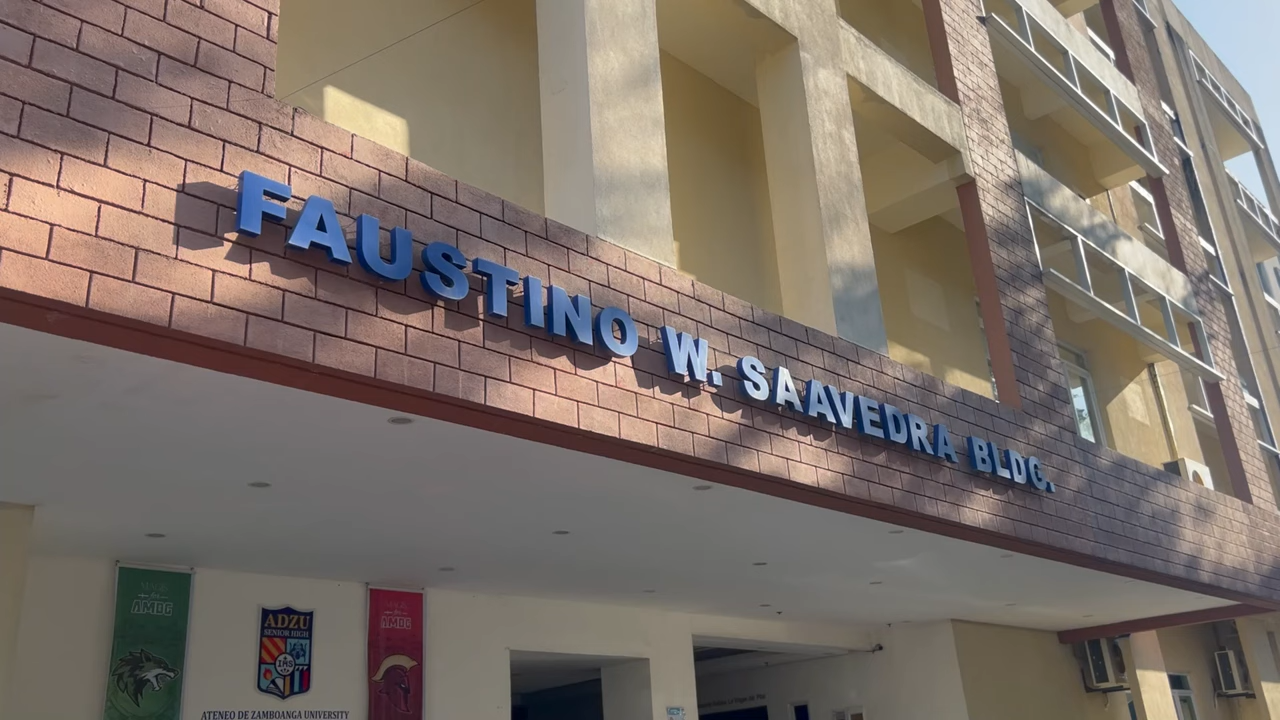 FAUSTINO W. SAAVEDRA BLDG.
AMDG
ADZU
SENIOR HIGH
IHS
ATENEO DE ZAMBOANGA UNIVERSITY
AMDG